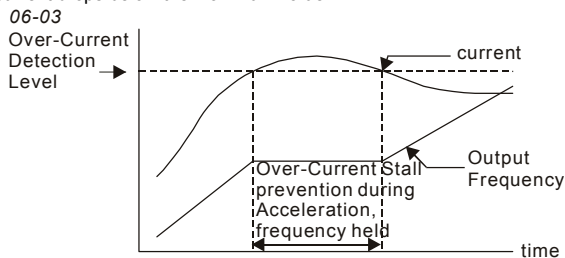 06-03
Over-Current
Detection
Level
current
Over-Current Stall
prevention during
Acceleration,
frequency held
Output
Frequency
time